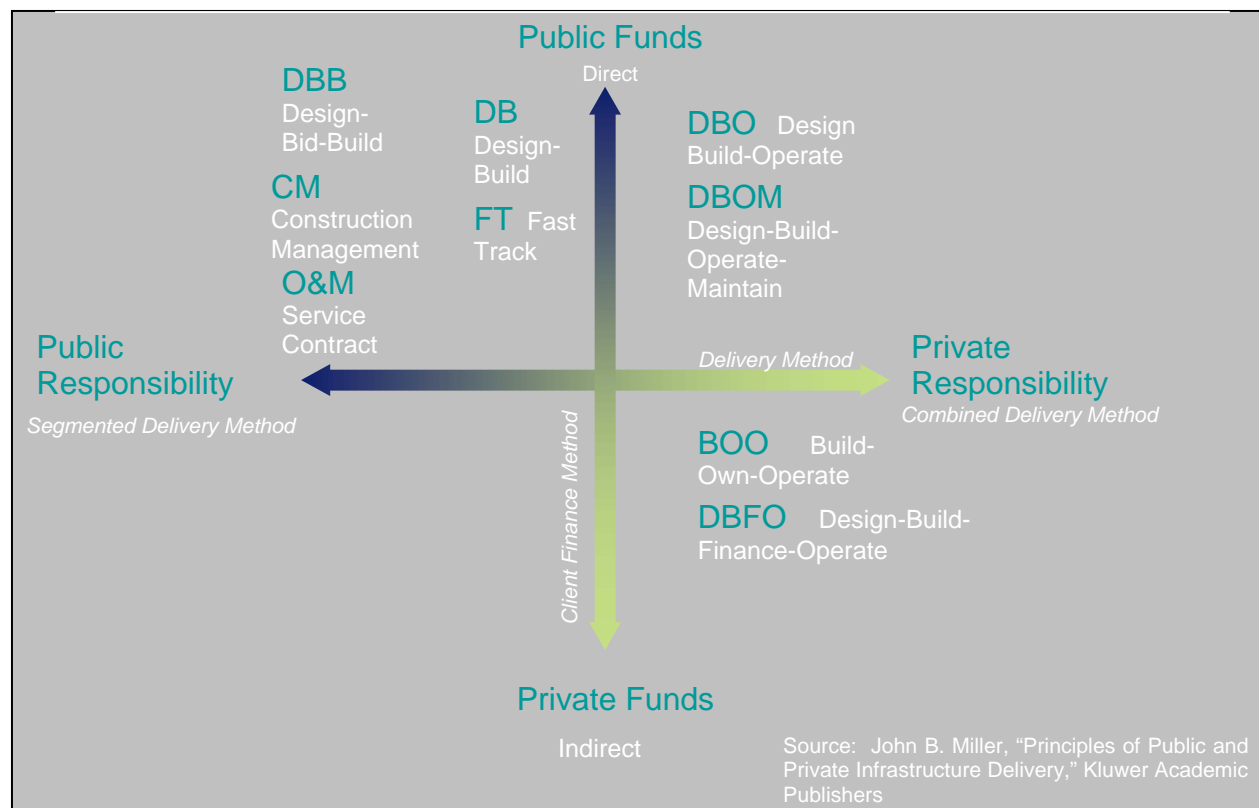 Public Funds
Direct
DBB
Design-
Bid-Build
CM
Construction
Management
O&M
Service
Contract
DB
Design-
Build
FT Fast
Track
DBO Design
Build-Operate
DBOM
Design-Build-
Operate-
Maintain
Public
Responsibility
Segmented Delivery Method
Delivery Method
Private
Responsibility
Combined Delivery Method
Client Finance Method
BOO Build-
Own-Operate
DBFO Design-Build-
Finance-Operate
Private Funds
Indirect
Source: John B. Miller, “Principles of Public and
Private Infrastructure Delivery,” Kluwer Academic
Publishers